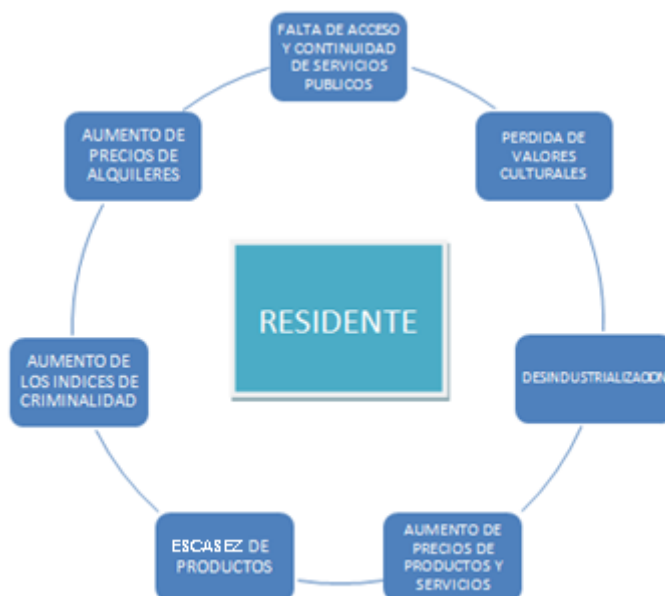 FALTA DE ACCESO
Y CONTINUIDAD
DE SERVICIOS
PUBLICOS
PERDIDA DE
VALORES
CULTURALES
DESINDUSTRIALIZACION
AUMENTO DE
PRECIOS DE
PRODUCTOS Y
SERVICIOS
ESCASEZ DE
PRODUCTOS
AUMENTO DE
LOS INDICES DE
CRIMINALIDAD
AUMENTO DE
PRECIOS DE
ALQUILERES
RESIDENTE